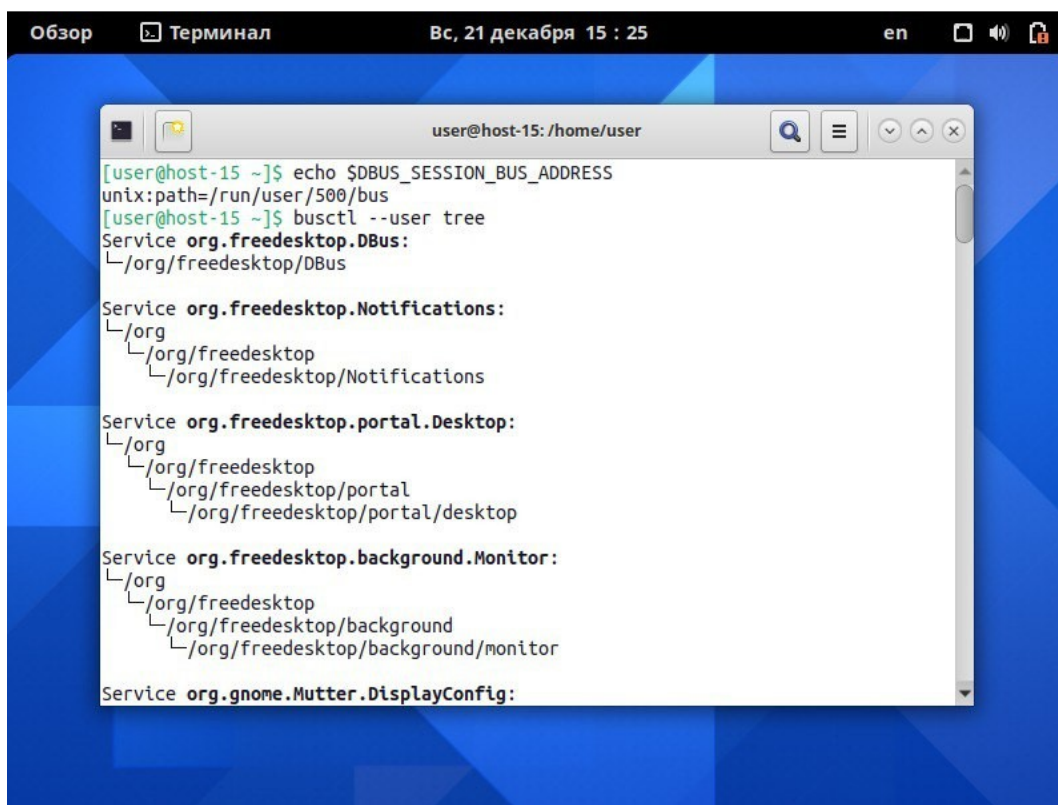 Обзор Терминал Вс, 21 декабря 15 : 25 en
user@host-15: /home/user
[user@host-15 ~]$ echo $DBUS_SESSION_BUS_ADDRESS
unix:path=/run/user/500/bus
[user@host-15 ~]$ busctl --user tree
Service org.freedesktop.DBus:
└─/org/freedesktop/DBus
Service org.freedesktop.Notifications:
└─/org
  └─/org/freedesktop
    └─/org/freedesktop/Notifications
Service org.freedesktop.portal.Desktop:
└─/org
  └─/org/freedesktop
    └─/org/freedesktop/portal
      └─/org/freedesktop/portal/desktop
Service org.freedesktop.background.Monitor:
└─/org
  └─/org/freedesktop
    └─/org/freedesktop/background
      └─/org/freedesktop/background/monitor
Service org.gnome.Mutter.DisplayConfig: